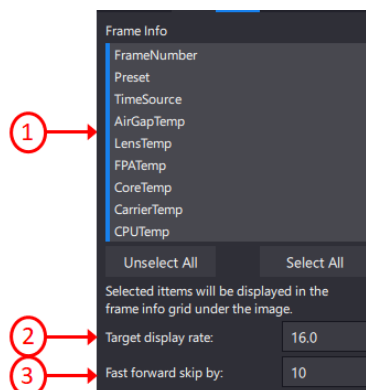 Frame Info
FrameNumber
Preset
TimeSource
AirGapTemp
1
LensTemp
FPATemp
CoreTemp
CarrierTemp
CPUTemp
Unselect All Select All
Selected ittems will be displayed in the
frame info grid under the image.
2 Target display rate: 16.0
3 Fast forward skip by: 10